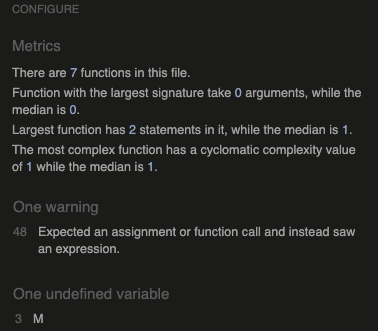 CONFIGURE
Metrics
There are 7 functions in this file.
Function with the largest signature take 0 arguments, while the
median is 0.
Largest function has 2 statements in it, while the median is 1.
The most complex function has a cyclomatic complexity value
of 1 while the median is 1.
One warning
48 Expected an assignment or function call and instead saw
an expression.
One undefined variable
3 M